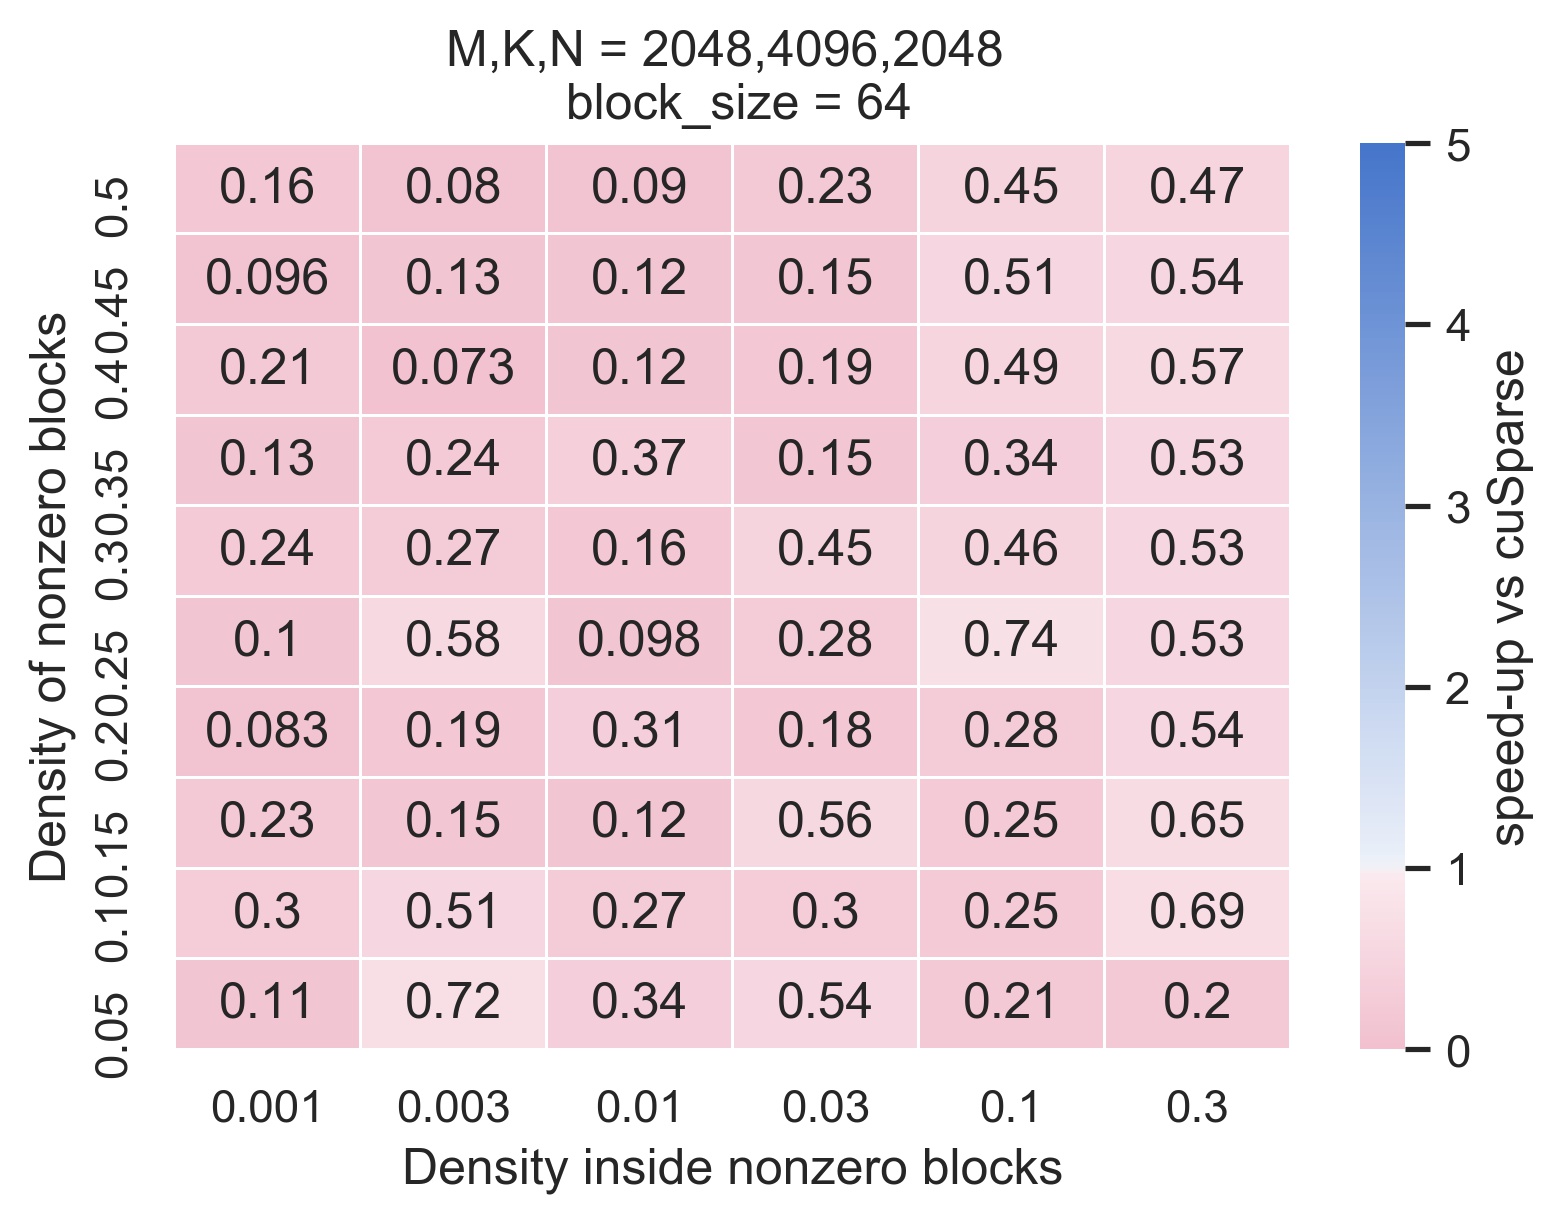 M,K,N = 2048,4096,2048
block_size = 64
Density of nonzero blocks
0.5 0.16 0.08 0.09 0.23 0.45 0.47
0.45 0.096 0.13 0.12 0.15 0.51 0.54
0.4 0.21 0.073 0.12 0.19 0.49 0.57
0.35 0.13 0.24 0.37 0.15 0.34 0.53
0.3 0.24 0.27 0.16 0.45 0.46 0.53
0.25 0.1 0.58 0.098 0.28 0.74 0.53
0.2 0.083 0.19 0.31 0.18 0.28 0.54
0.15 0.23 0.15 0.12 0.56 0.25 0.65
0.1 0.3 0.51 0.27 0.3 0.25 0.69
0.05 0.11 0.72 0.34 0.54 0.21 0.2
0.001 0.003 0.01 0.03 0.1 0.3
Density inside nonzero blocks
5
4
3
2
1
0
speed-up vs cuSparse